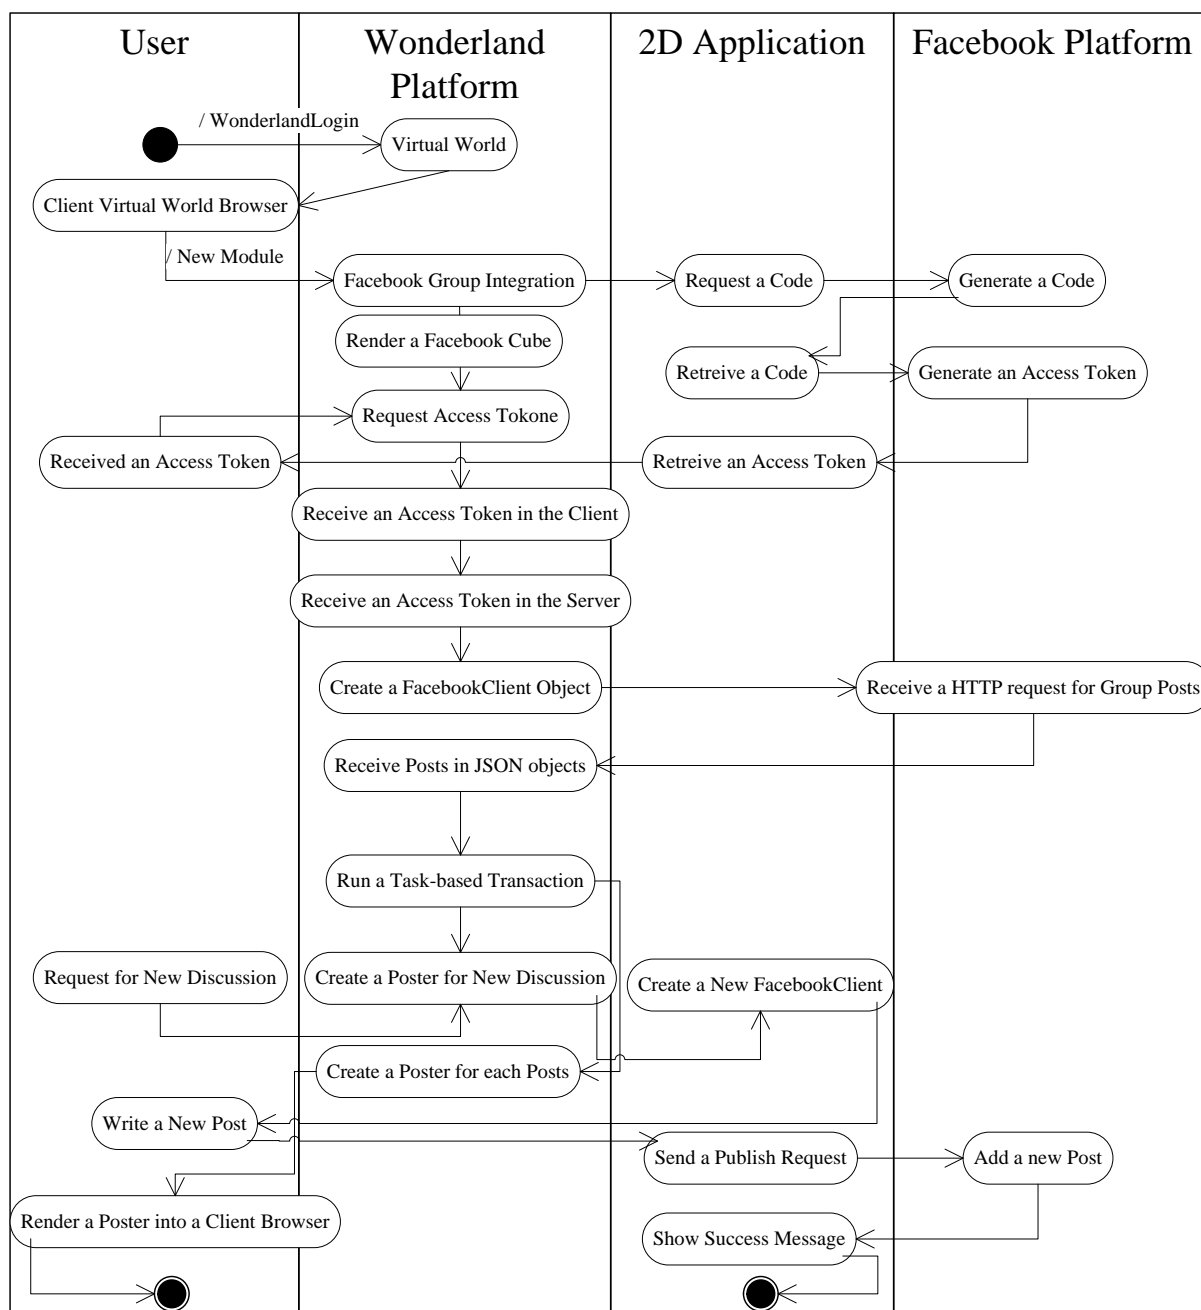 User
Wonderland
Platform
2D Application
Facebook Platform
/ WonderlandLogin
Virtual World
Client Virtual World Browser
/ New Module
Facebook Group Integration
Request a Code
Generate a Code
Render a Facebook Cube
Retreive a Code
Generate an Access Token
Request Access Tokone
Received an Access Token
Retreive an Access Token
Receive an Access Token in the Client
Receive an Access Token in the Server
Create a FacebookClient Object
Receive a HTTP request for Group Posts
Receive Posts in JSON objects
Run a Task-based Transaction
Request for New Discussion
Create a Poster for New Discussion
Create a New FacebookClient
Create a Poster for each Posts
Write a New Post
Send a Publish Request
Add a new Post
Render a Poster into a Client Browser
Show Success Message